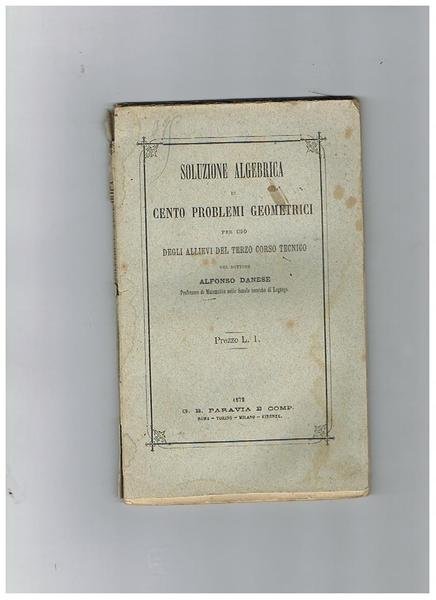 SOLUZIONE ALGEBRICA
DI
CENTO PROBLEMI GEOMETRICI
PER USO
DEGLI ALLIEVI DEL TERZO CORSO TECNICO
DEL DOTTORE
ALFONSO DANESE
Professore di Matematica nelle Scuole tecniche di Legnago.
Prezzo L. 1.
G. B. PARAVIA E COMP.
ROMA – TORINO – MILANO – FIRENZE.